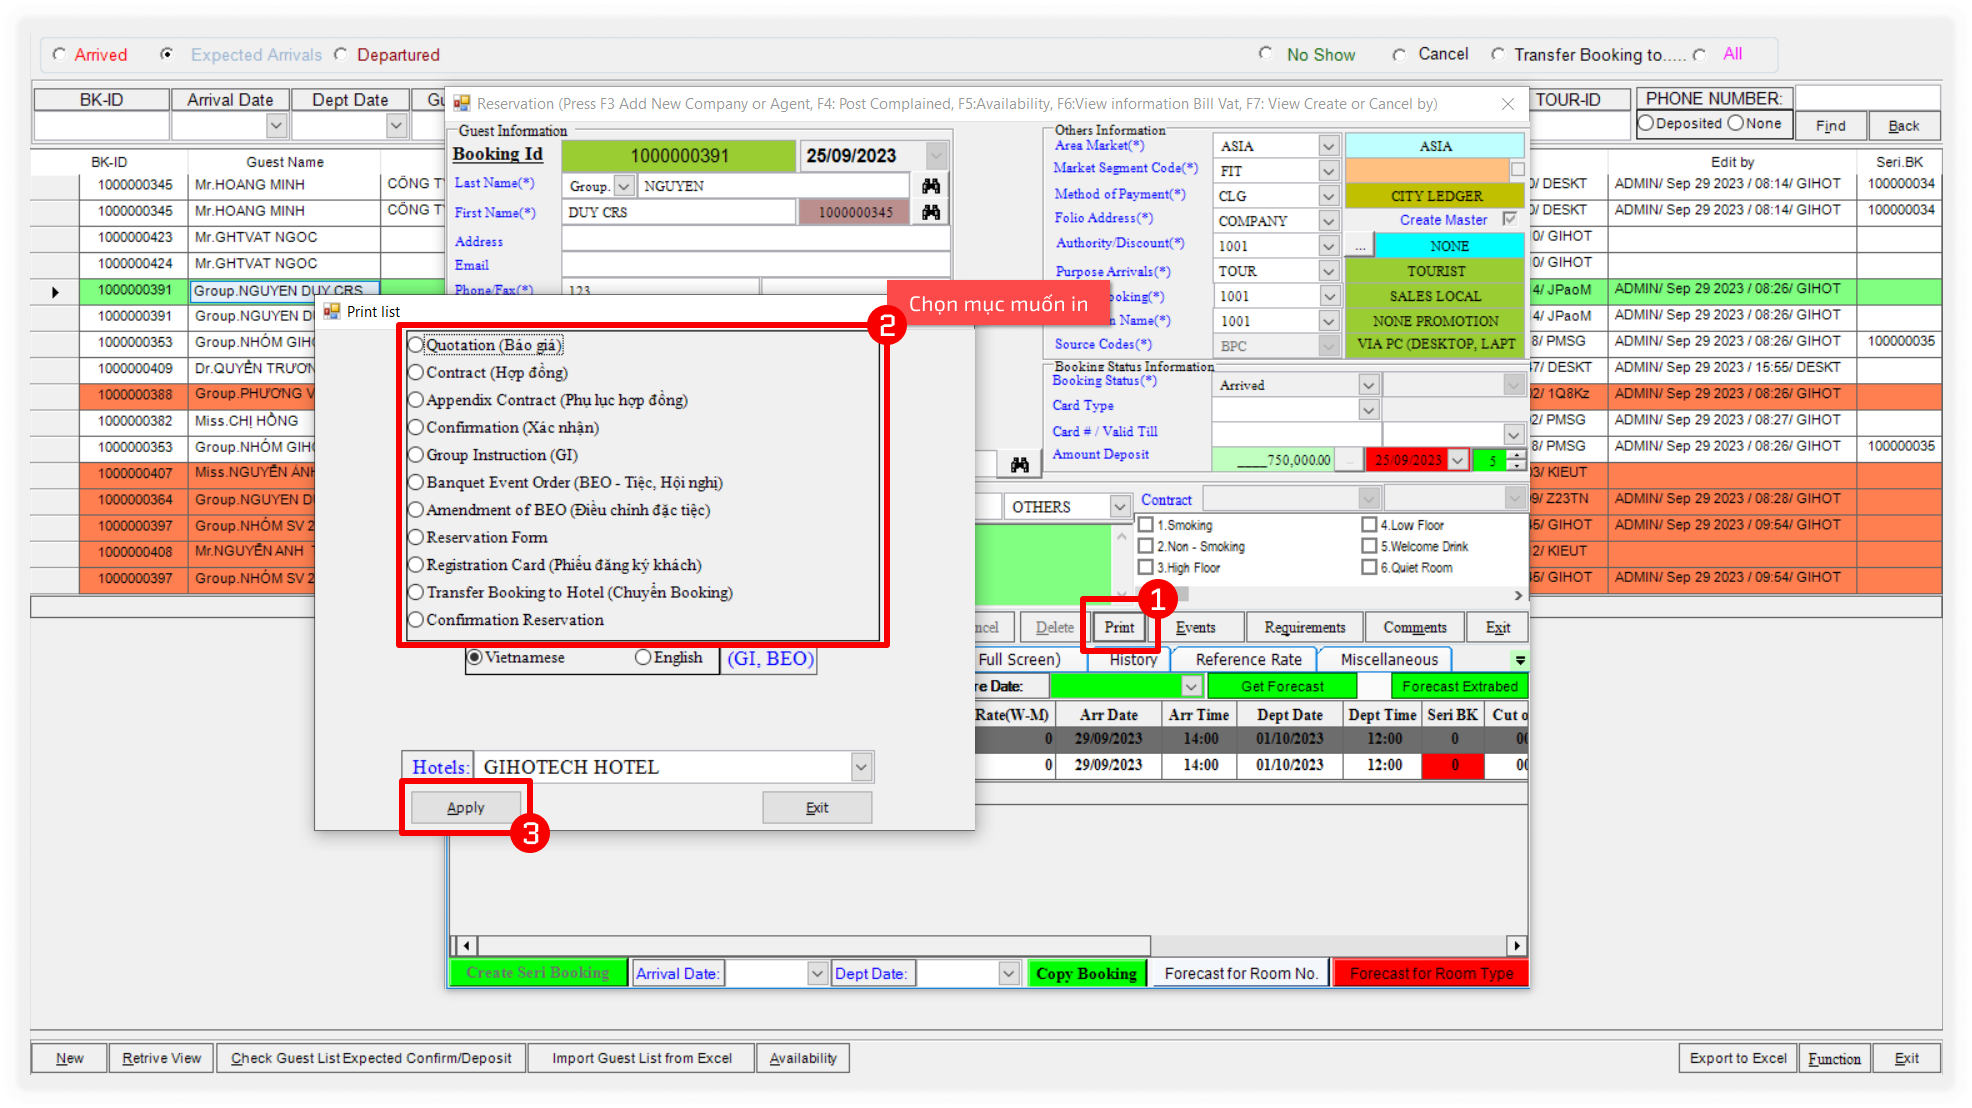 Arrived
Expected Arrivals
Departured
No Show
Cancel
Transfer Booking to.....
All
BK-ID
Arrival Date
Dept Date
TOUR-ID
PHONE NUMBER:
Deposited
None
Find
Back
Reservation (Press F3 Add New Company or Agent, F4: Post Complained, F5:Availability, F6:View information Bill Vat, F7: View Create or Cancel by)
BK-ID
Guest Name
Edit by
Seri.BK
1000000345 Mr.HOANG MINH CÔNG T
0/ DESKT ADMIN/ Sep 29 2023 / 08:14/ GIHOT 100000034
1000000345 Mr.HOANG MINH CÔNG T
0/ DESKT ADMIN/ Sep 29 2023 / 08:14/ GIHOT 100000034
1000000423 Mr.GHTVAT NGOC
0/ GIHOT
1000000424 Mr.GHTVAT NGOC
0/ GIHOT
1000000391 Group.NGUYEN DUY CRS
4/ JPaoM ADMIN/ Sep 29 2023 / 08:26/ GIHOT
1000000391 Group.NGUYEN D
4/ JPaoM ADMIN/ Sep 29 2023 / 08:26/ GIHOT
1000000353 Group.NHÓM GIH
8/ PMSG ADMIN/ Sep 29 2023 / 08:26/ GIHOT 100000035
1000000409 Dr.QUYỀN TRƯƠN
47/ DESKT ADMIN/ Sep 29 2023 / 15:55/ DESKT
1000000388 Group.PHƯƠNG V
02/ 1Q8Kz ADMIN/ Sep 29 2023 / 08:26/ GIHOT
1000000382 Miss.CHỊ HỒNG
2/ PMSG ADMIN/ Sep 29 2023 / 08:27/ GIHOT
1000000353 Group.NHÓM GIH
8/ PMSG ADMIN/ Sep 29 2023 / 08:26/ GIHOT 100000035
1000000407 Miss.NGUYỄN ÁNH
03/ KIEUT
1000000364 Group.NGUYEN D
09/ Z23TN ADMIN/ Sep 29 2023 / 08:28/ GIHOT
1000000397 Group.NHÓM SV 2
45/ GIHOT ADMIN/ Sep 29 2023 / 09:54/ GIHOT
1000000408 Mr.NGUYỄN ANH T
12/ KIEUT
1000000397 Group.NHÓM SV 2
45/ GIHOT ADMIN/ Sep 29 2023 / 09:54/ GIHOT
Guest Information
Booking Id 1000000391 25/09/2023
Last Name(*) Group. NGUYEN
First Name(*) DUY CRS 1000000345
Address
Email
Phone/Fax(*) 123
Others Information
Area Market(*) ASIA ASIA
Market Segment Code(*) FIT
Method of Payment(*) CLG CITY LEDGER
Folio Address(*) COMPANY Create Master
Authority/Discount(*) 1001 ... NONE
Purpose Arrivals(*) TOUR TOURIST
ooking(*) 1001 SALES LOCAL
n Name(*) 1001 NONE PROMOTION
Source Codes(*) BPC VIA PC (DESKTOP, LAPT
Booking Status Information
Booking Status(*) Arrived
Card Type
Card # / Valid Till
Amount Deposit ____750,000.00 ... 25/09/2023 5
OTHERS
Contract
1.Smoking
4.Low Floor
2.Non - Smoking
5.Welcome Drink
3.High Floor
6.Quiet Room
ncel
Delete
Print
Events
Requirements
Comments
Exit
Full Screen)
History
Reference Rate
Miscellaneous
re Date:
Get Forecast
Forecast Extrabed
Rate(W-M) Arr Date Arr Time Dept Date Dept Time Seri BK Cut o
0 29/09/2023 14:00 01/10/2023 12:00 0 00
0 29/09/2023 14:00 01/10/2023 12:00 0 00
Chọn mục muốn in
1
2
3
Print list
Quotation (Báo giá)
Contract (Hợp đồng)
Appendix Contract (Phụ lục hợp đồng)
Confirmation (Xác nhận)
Group Instruction (GI)
Banquet Event Order (BEO - Tiệc, Hội nghị)
Amendment of BEO (Điều chỉnh đặc tiệc)
Reservation Form
Registration Card (Phiếu đăng ký khách)
Transfer Booking to Hotel (Chuyển Booking)
Confirmation Reservation
Vietnamese
English
(GI, BEO)
Hotels: GIHOTECH HOTEL
Apply
Exit
Create Seri Booking
Arrival Date:
Dept Date:
Copy Booking
Forecast for Room No.
Forecast for Room Type
New
Retrive View
Check Guest List Expected Confirm/Deposit
Import Guest List from Excel
Availability
Export to Excel
Function
Exit